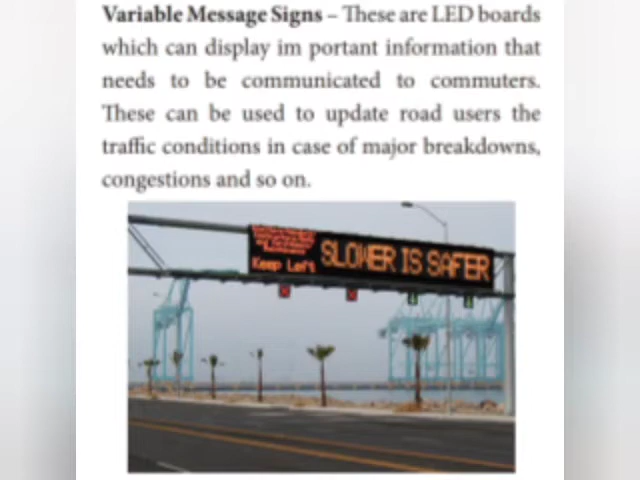 Variable Message Signs – These are LED boards
which can display im portant information that
needs to be communicated to commuters.
These can be used to update road users the
traffic conditions in case of major breakdowns,
congestions and so on.
Keep Left
SLOWER IS SAFER